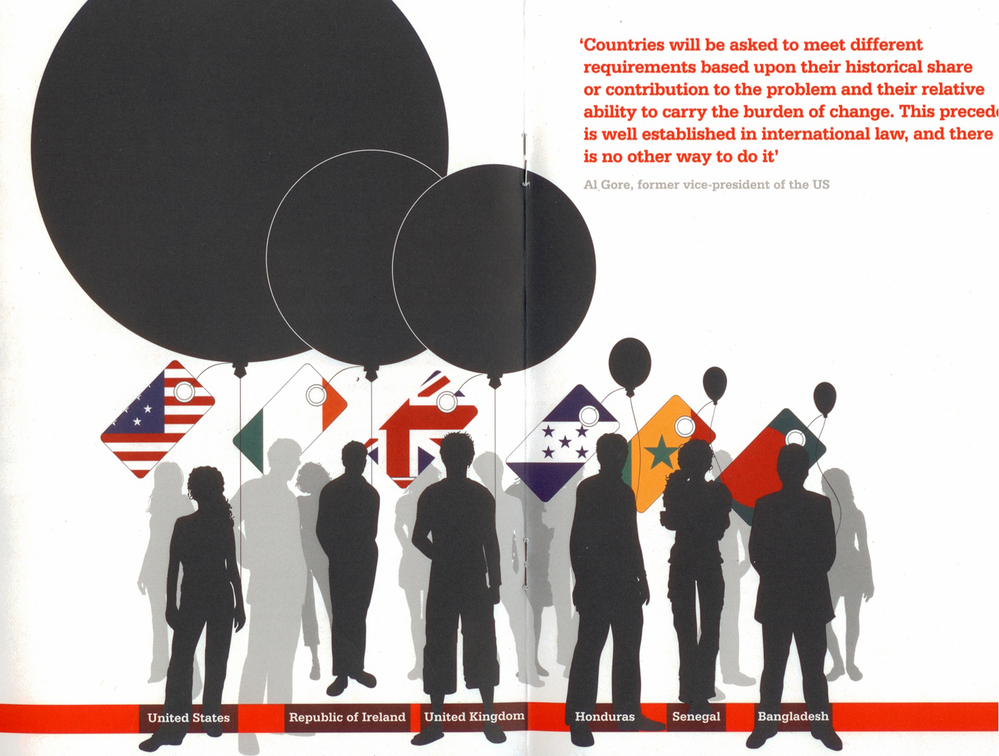 ‘Countries will be asked to meet different
requirements based upon their historical share
or contribution to the problem and their relative
ability to carry the burden of change. This
is well established in international law, and there
is no other way to do it’
Al Gore, former vice-president of the US
United States
Republic of Ireland
United Kingdom
Honduras
Senegal
Bangladesh